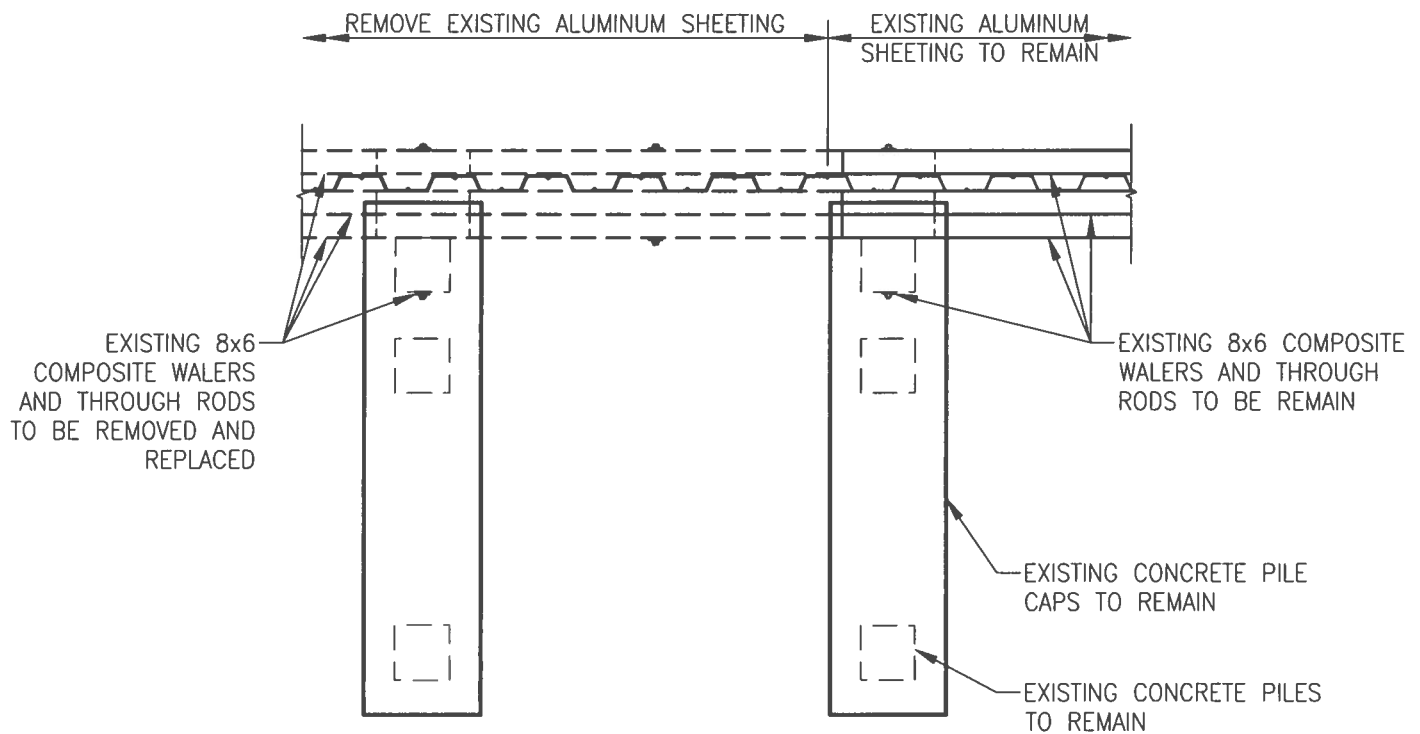 REMOVE EXISTING ALUMINUM SHEETING
EXISTING ALUMINUM
SHEETING TO REMAIN
EXISTING 8x6
COMPOSITE WALERS
AND THROUGH RODS
TO BE REMOVED AND
REPLACED
EXISTING 8x6 COMPOSITE
WALERS AND THROUGH
RODS TO BE REMAIN
EXISTING CONCRETE PILE
CAPS TO REMAIN
EXISTING CONCRETE PILES
TO REMAIN